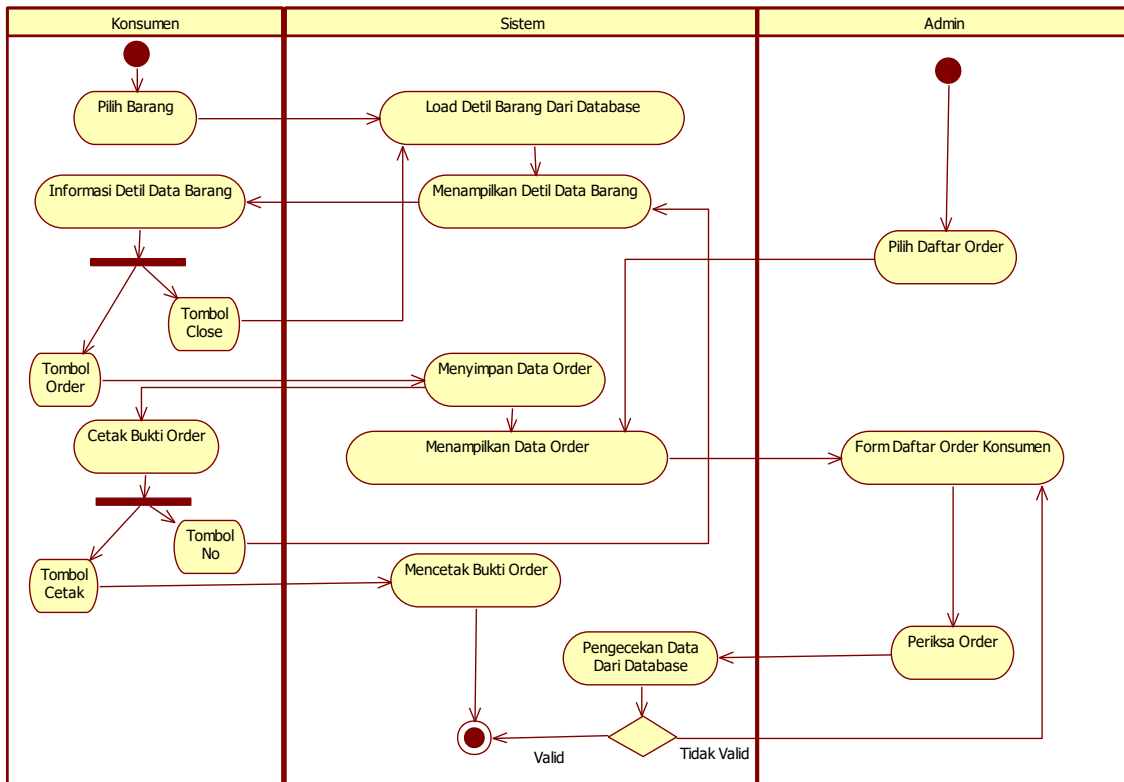 Konsumen
Sistem
Admin
Pilih Barang
Load Detil Barang Dari Database
Informasi Detil Data Barang
Menampilkan Detil Data Barang
Pilih Daftar Order
Tombol
Close
Tombol
Order
Menyimpan Data Order
Cetak Bukti Order
Menampilkan Data Order
Form Daftar Order Konsumen
Tombol
No
Tombol
Cetak
Mencetak Bukti Order
Pengecekan Data
Dari Database
Periksa Order
Valid
Tidak Valid